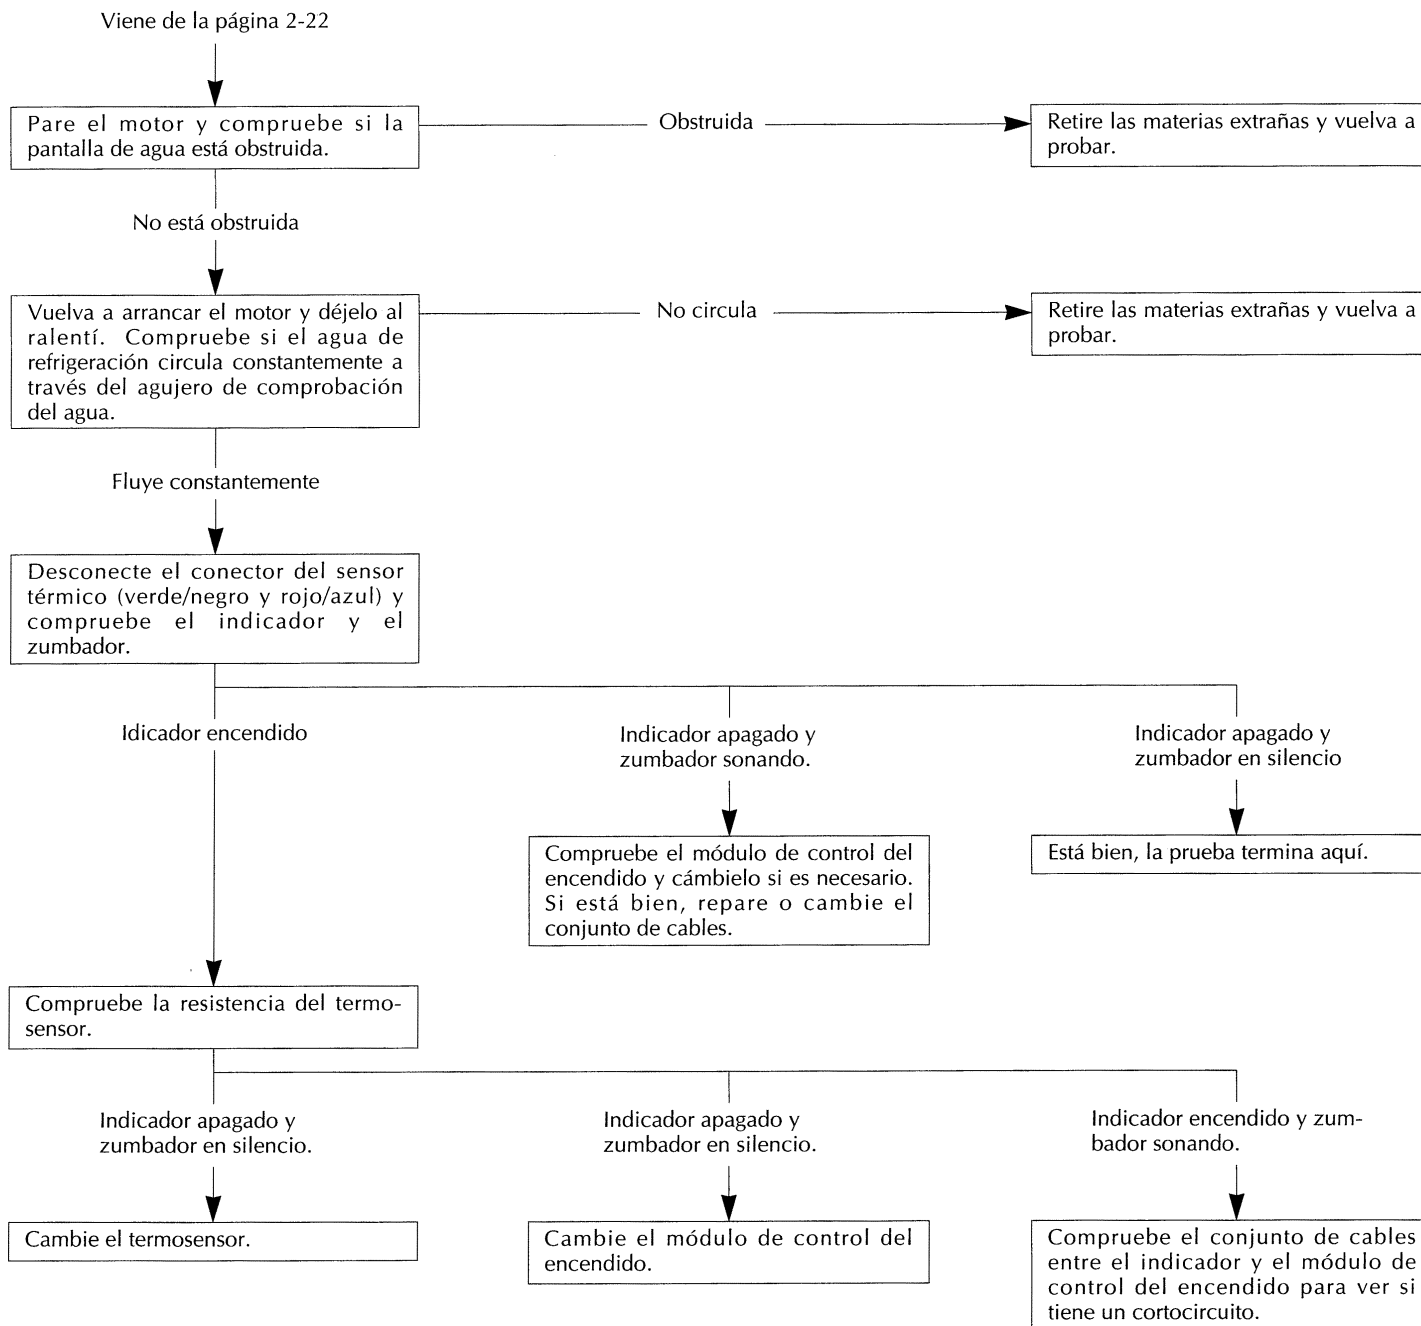 Viene de la página 2-22
Pare el motor y compruebe si la
pantalla de agua está obstruida.
Obstruida
Retire las materias extrañas y vuelva a
probar.
No está obstruida
Vuelva a arrancar el motor y déjelo al
ralentí. Compruebe si el agua de
refrigeración circula constantemente a
través del agujero de comprobación
del agua.
No circula
Retire las materias extrañas y vuelva a
probar.
Fluye constantemente
Desconecte el conector del sensor
térmico (verde/negro y rojo/azul) y
compruebe el indicador y el
zumbador.
Idicador encendido
Indicador apagado y
zumbador sonando.
Indicador apagado y
zumbador en silencio
Compruebe el módulo de control del
encendido y cámbielo si es necesario.
Si está bien, repare o cambie el
conjunto de cables.
Está bien, la prueba termina aquí.
Compruebe la resistencia del termo-
sensor.
Indicador apagado y
zumbador en silencio.
Indicador apagado y
zumbador en silencio.
Indicador encendido y zum-
bador sonando.
Cambie el termosensor.
Cambie el módulo de control del
encendido.
Compruebe el conjunto de cables
entre el indicador y el módulo de
control del encendido para ver si
tiene un cortocircuito.